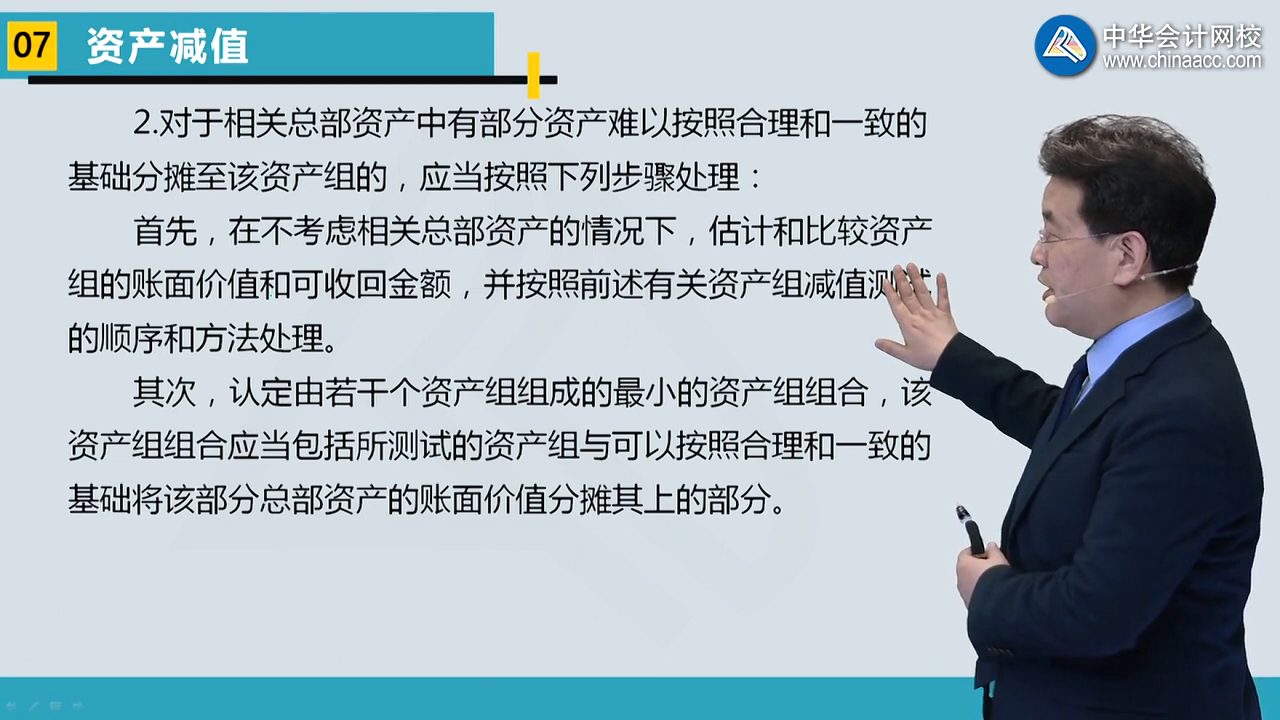 07 资产减值
中华会计网校
www.chinaacc.com
2.对于相关总部资产中有部分资产难以按照合理和一致的
基础分摊至该资产组的，应当按照下列步骤处理：
首先，在不考虑相关总部资产的情况下，估计和比较资产
组的账面价值和可收回金额，并按照前述有关资产组减值测试
的顺序和方法处理。
其次，认定由若干个资产组组成的最小的资产组组合，该
资产组组合应当包括所测试的资产组与可以按照合理和一致的
基础将该部分总部资产的账面价值分摊其上的部分。